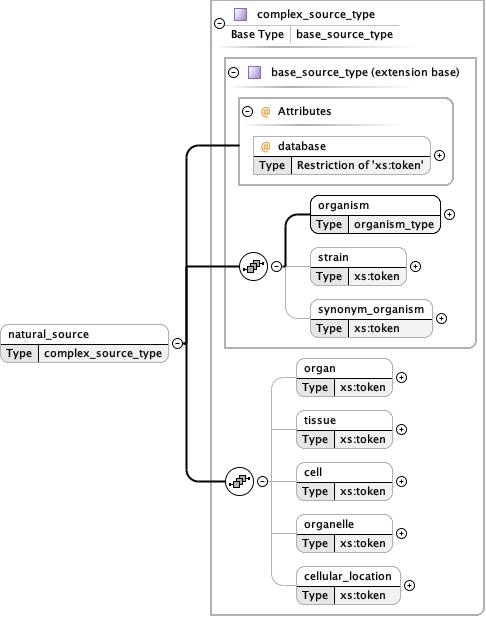 complex_source_type
Base Type base_source_type
base_source_type (extension base)
@ Attributes
@ database
Type Restriction of 'xs:token'
organism
Type organism_type
strain
Type xs:token
synonym_organism
Type xs:token
natural_source
Type complex_source_type
organ
Type xs:token
tissue
Type xs:token
cell
Type xs:token
organelle
Type xs:token
cellular_location
Type xs:token